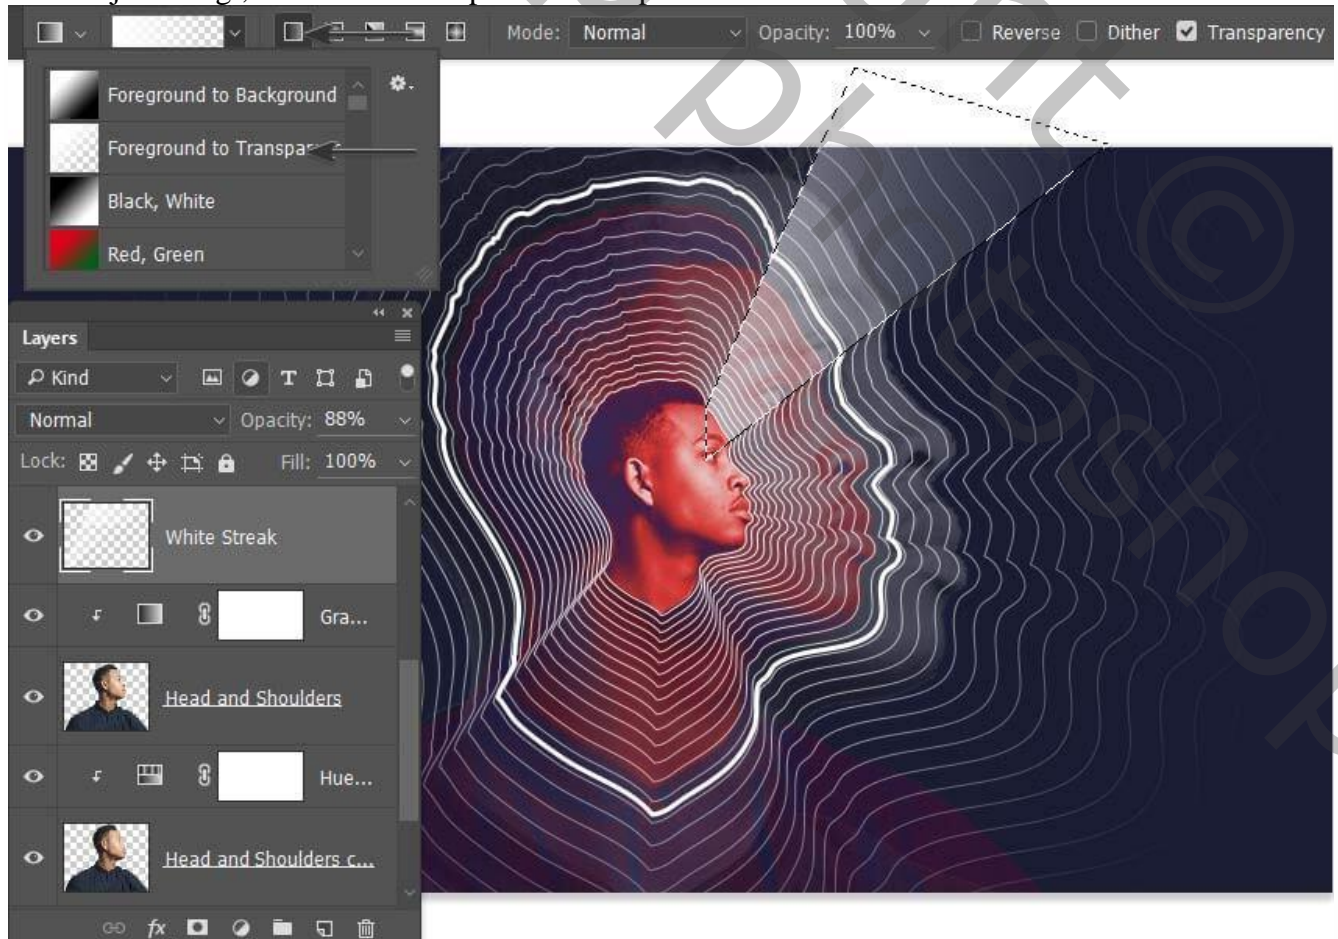 Mode: Normal Opacity: 100% Reverse Dither Transparency
Foreground to Background
Foreground to
Black, White
Red, Green
Layers
Kind
Normal Opacity: 88%
Lock: Fill: 100%
White Streak
Gra...
Head and Shoulders
Hue...
Head and Shoulders c...
fx
©